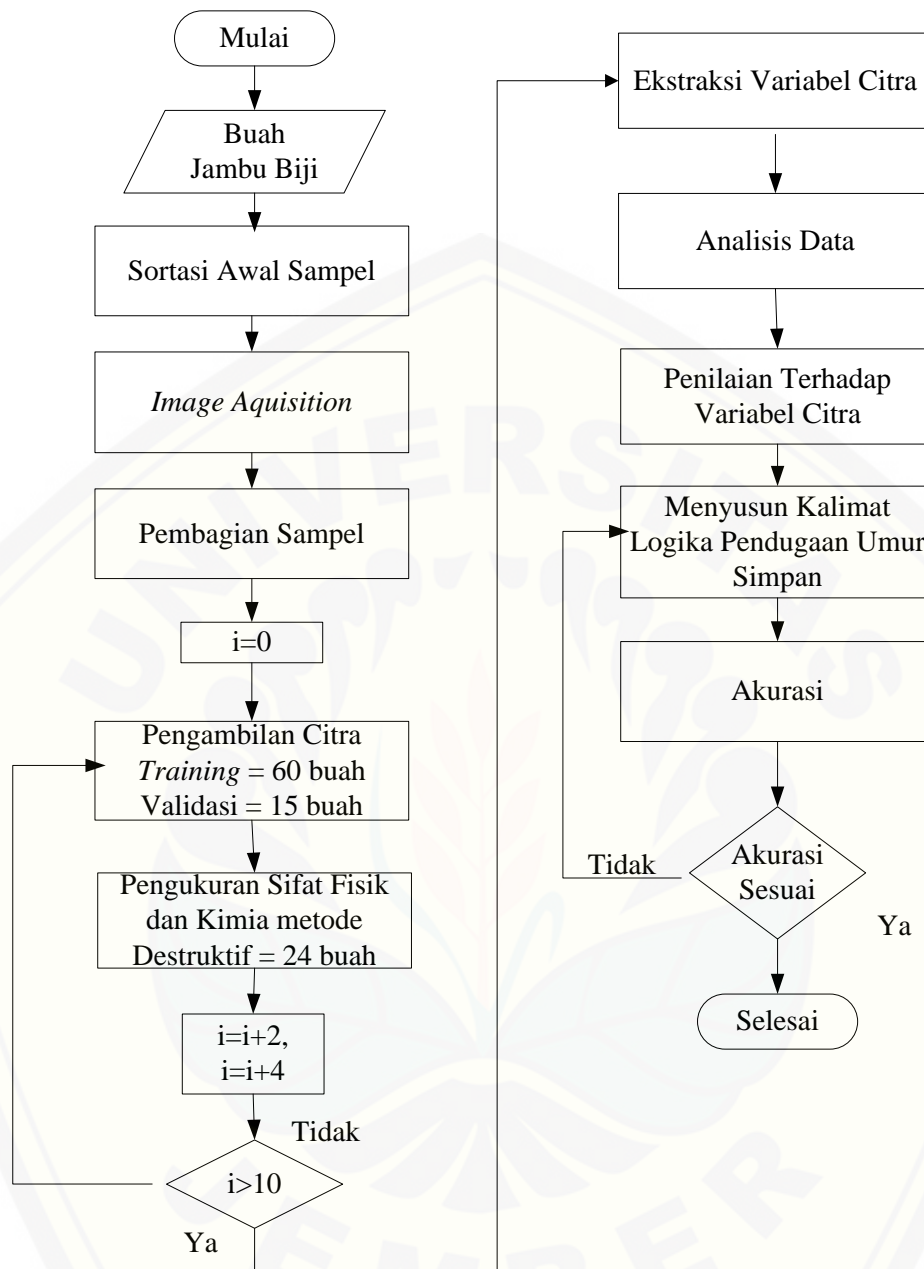 Mulai
Buah
Jambu Biji
Sortasi Awal Sampel
Image Aquisition
Pembagian Sampel
i=0
Pengambilan Citra
Training = 60 buah
Validasi = 15 buah
Pengukuran Sifat Fisik
dan Kimia metode
Destruktif = 24 buah
i=i+2,
i=i+4
Tidak
i>10
Ya
Ekstraksi Variabel Citra
Analisis Data
Penilaian Terhadap
Variabel Citra
Menyusun Kalimat
Logika Pendugaan Umur
Simpan
Akurasi
Akurasi
Sesuai
Tidak
Ya
Selesai
UNIVERSITAS
JEMBER